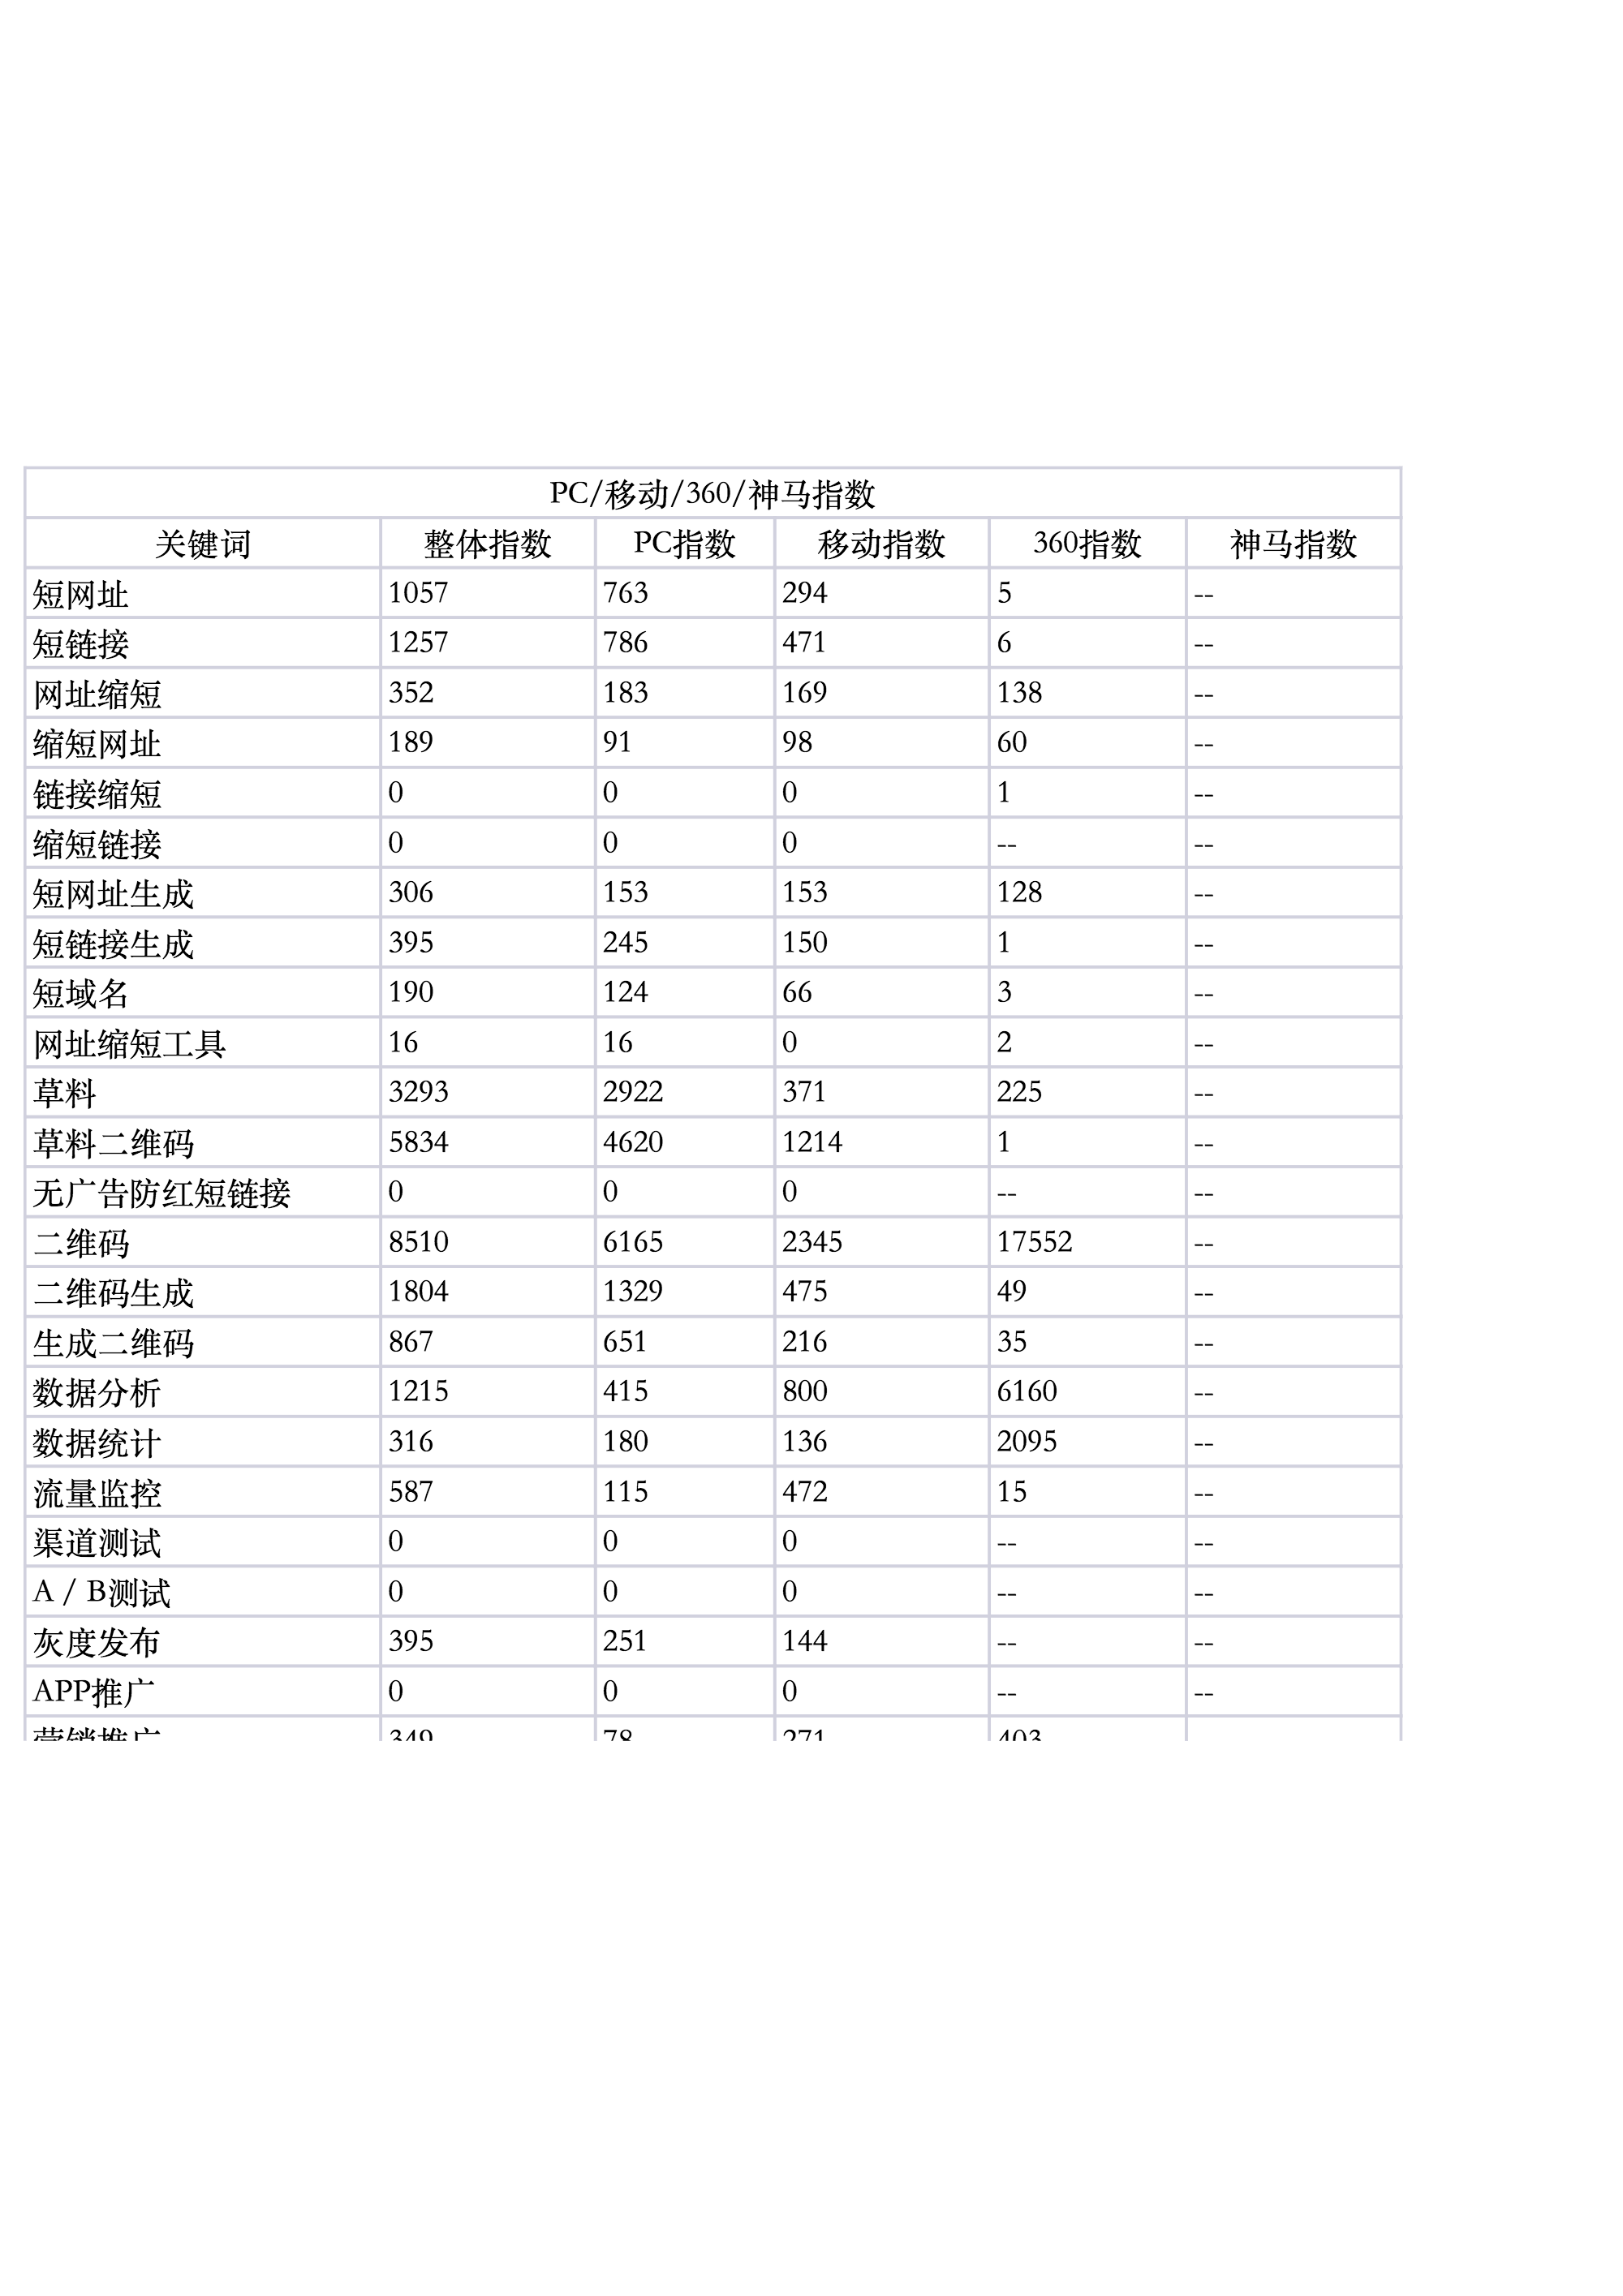 PC/移动/360/神马指数
关键词 整体指数 PC指数 移动指数 360指数 神马指数
短网址 1057 763 294 5 --
短链接 1257 786 471 6 --
网址缩短 352 183 169 138 --
缩短网址 189 91 98 60 --
链接缩短 0 0 0 1 --
缩短链接 0 0 0 -- --
短网址生成 306 153 153 128 --
短链接生成 395 245 150 1 --
短域名 190 124 66 3 --
网址缩短工具 16 16 0 2 --
草料 3293 2922 371 225 --
草料二维码 5834 4620 1214 1 --
无广告防红短链接 0 0 0 -- --
二维码 8510 6165 2345 17552 --
二维码生成 1804 1329 475 49 --
生成二维码 867 651 216 35 --
数据分析 1215 415 800 6160 --
数据统计 316 180 136 2095 --
流量监控 587 115 472 15 --
渠道测试 0 0 0 -- --
A / B测试 0 0 0 -- --
灰度发布 395 251 144 -- --
APP推广 0 0 0 -- --
营销推广 349 78 271 403